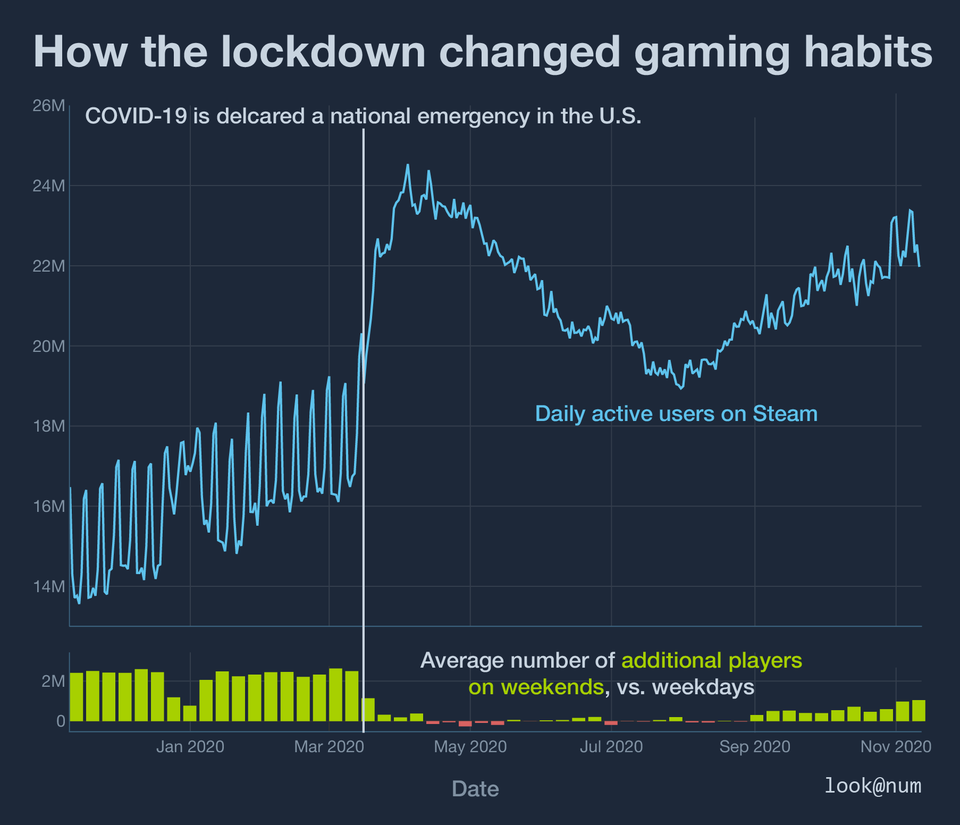 How the lockdown changed gaming habits
26M
COVID-19 is delcared a national emergency in the U.S.
24M
22M
20M
Daily active users on Steam
18M
16M
14M
Average number of additional players
on weekends, vs. weekdays
2M
0
Jan 2020 Mar 2020 May 2020 Jul 2020 Sep 2020 Nov 2020
Date
look@num